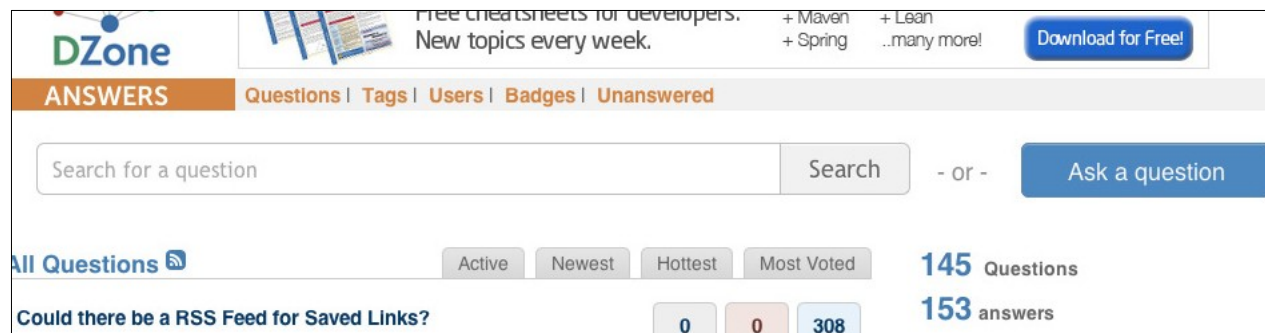 Free cheatsheets for developers.
New topics every week.
+ Maven + Lean
+ Spring ..many more!
Download for Free!
DZone
ANSWERS
Questions | Tags | Users | Badges | Unanswered
Search for a question
Search
- or -
Ask a question
All Questions
Active
Newest
Hottest
Most Voted
145 Questions
153 answers
Could there be a RSS Feed for Saved Links?
0
0
308